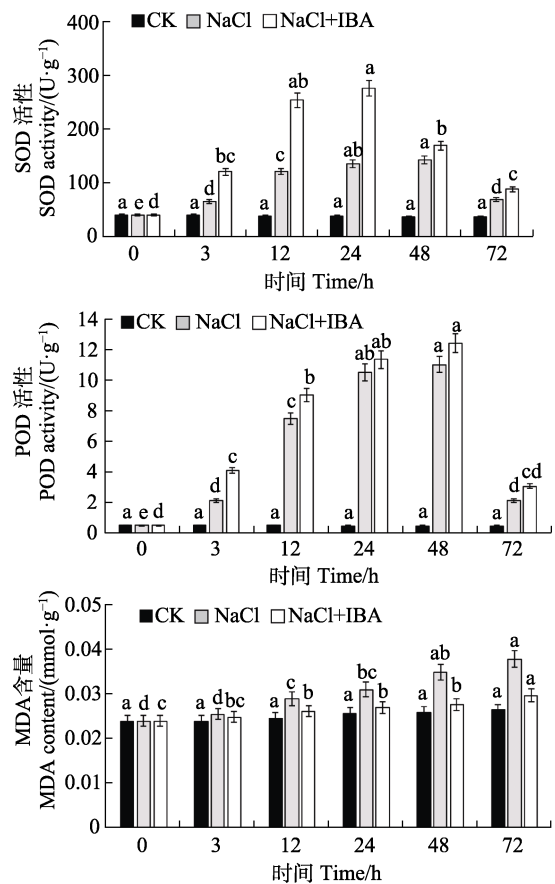 CK NaCl NaCl+IBA
SOD 活性
SOD activity/(U·g⁻¹)
400
300
200
100
0
a e d a d bc a c ab a ab a a a b a d c
0 3 12 24 48 72
时间 Time/h
CK NaCl NaCl+IBA
POD 活性
POD activity/(U·g⁻¹)
14
12
10
8
6
4
2
0
a e d a d c a c b a ab ab a a a a d cd
0 3 12 24 48 72
时间 Time/h
CK NaCl NaCl+IBA
MDA含量
MDA content/(mmol·g⁻¹)
0.05
0.04
0.03
0.02
0.01
0
a d c a d bc a c b a bc b a ab b a a a
0 3 12 24 48 72
时间 Time/h